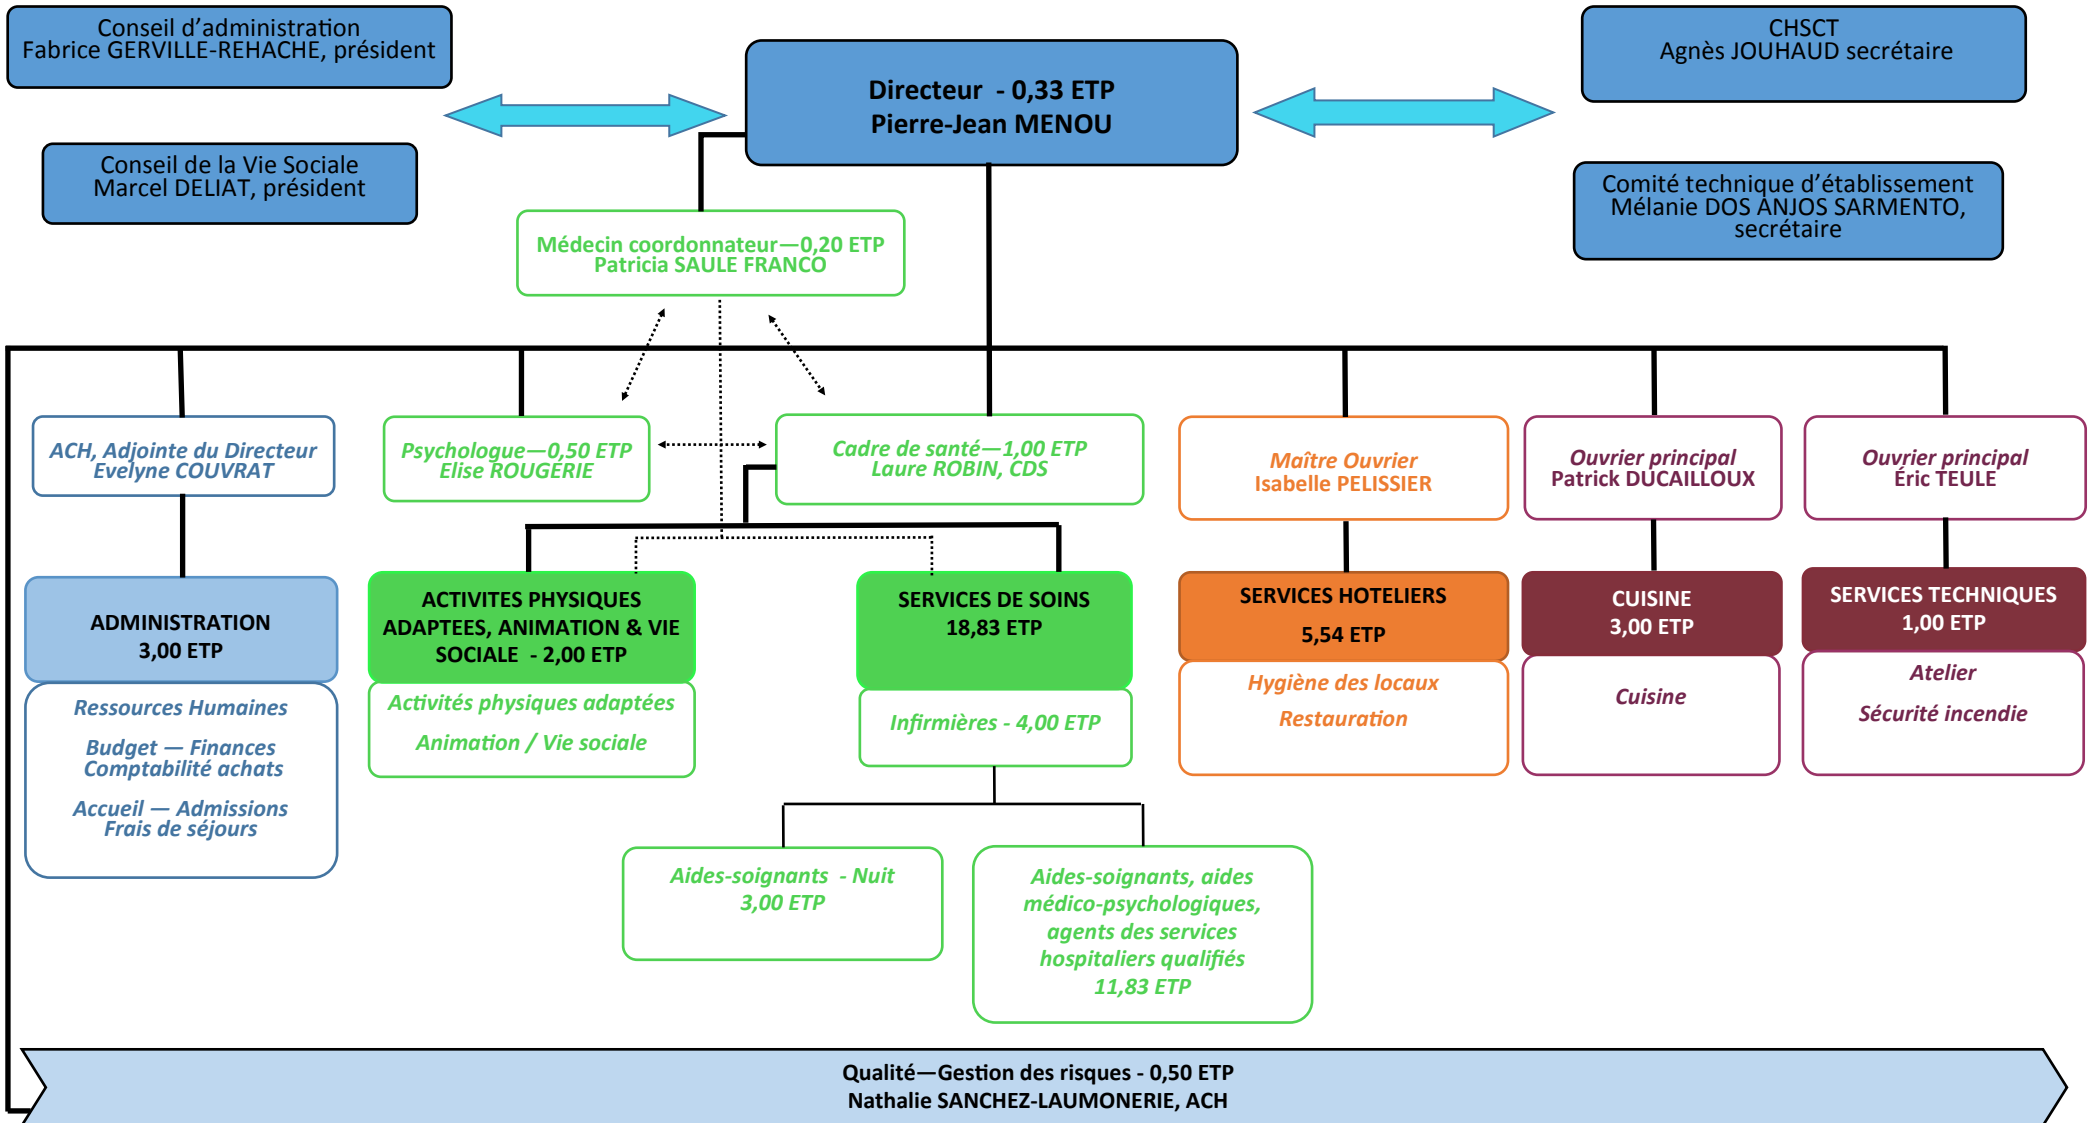 Conseil d’administration
Fabrice GERVILLE-REHACHE, président
CHSCT
Agnès JOUHAUD secrétaire
Directeur - 0,33 ETP
Pierre-Jean MENOU
Conseil de la Vie Sociale
Marcel DELIAT, président
Comité technique d’établissement
Mélanie DOS ANJOS SARMENTO,
secrétaire
Médecin coordonnateur—0,20 ETP
Patricia SAULE FRANCO
ACH, Adjointe du Directeur
Evelyne COUVRAT
Psychologue—0,50 ETP
Elise ROUGERIE
Cadre de santé—1,00 ETP
Laure ROBIN, CDS
Maître Ouvrier
Isabelle PELISSIER
Ouvrier principal
Patrick DUCAILLOUX
Ouvrier principal
Éric TEULE
ADMINISTRATION
3,00 ETP
ACTIVITES PHYSIQUES
ADAPTEES, ANIMATION & VIE
SOCIALE - 2,00 ETP
SERVICES DE SOINS
18,83 ETP
SERVICES HOTELIERS
5,54 ETP
CUISINE
3,00 ETP
SERVICES TECHNIQUES
1,00 ETP
Ressources Humaines
Budget — Finances
Comptabilité achats
Accueil — Admissions
Frais de séjours
Activités physiques adaptées
Animation / Vie sociale
Infirmières - 4,00 ETP
Hygiène des locaux
Restauration
Cuisine
Atelier
Sécurité incendie
Aides-soignants - Nuit
3,00 ETP
Aides-soignants, aides
médico-psychologiques,
agents des services
hospitaliers qualifiés
11,83 ETP
Qualité—Gestion des risques - 0,50 ETP
Nathalie SANCHEZ-LAUMONERIE, ACH